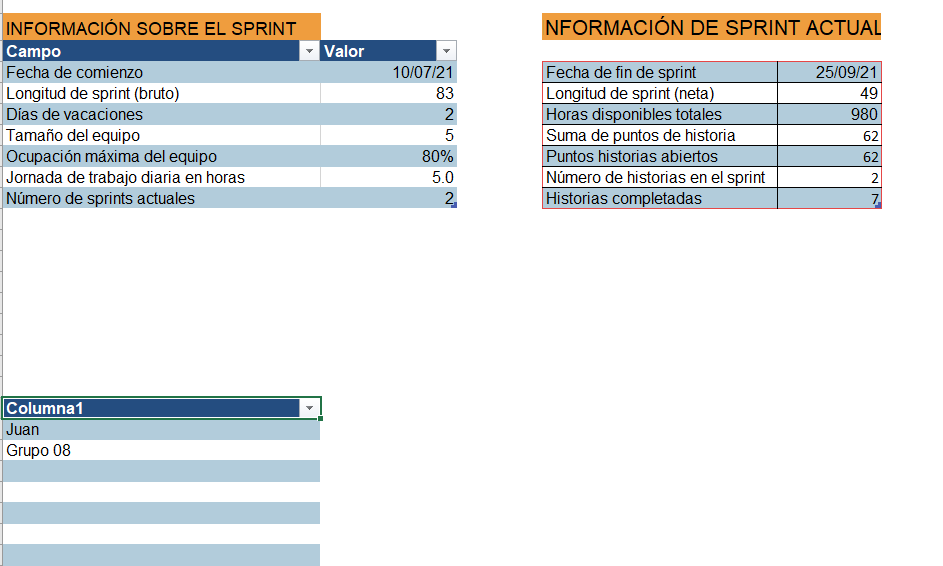 INFORMACIÓN SOBRE EL SPRINT
Campo Valor
Fecha de comienzo 10/07/21
Longitud de sprint (bruto) 83
Días de vacaciones 2
Tamaño del equipo 5
Ocupación máxima del equipo 80%
Jornada de trabajo diaria en horas 5.0
Número de sprints actuales 2
NFORMACIÓN DE SPRINT ACTUAL
Fecha de fin de sprint 25/09/21
Longitud de sprint (neta) 49
Horas disponibles totales 980
Suma de puntos de historia 62
Puntos historias abiertos 62
Número de historias en el sprint 2
Historias completadas 7
Columna1
Juan
Grupo 08